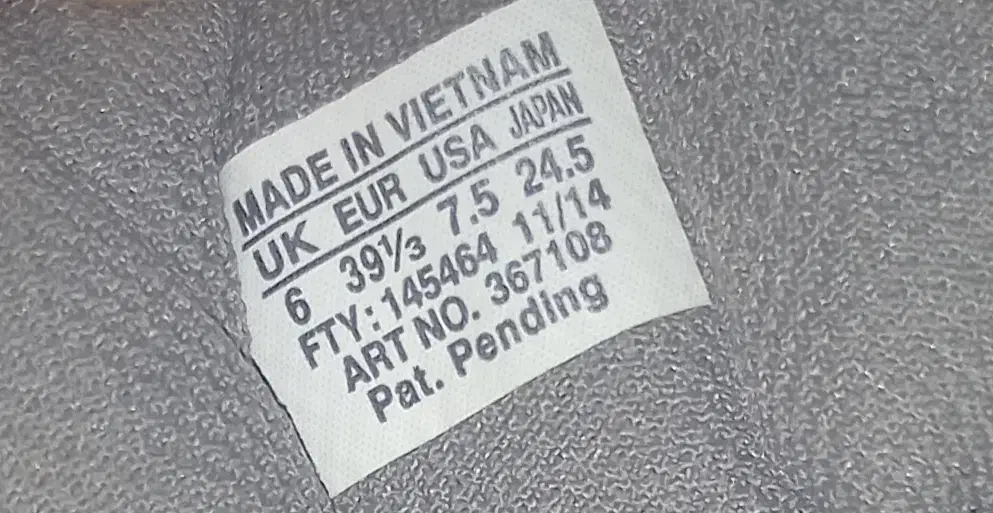 MADE IN VIETNAM
UK EUR USA JAPAN
6 39⅓ 7.5 24.5
FTY: 145464 11/14
ART NO. 367108
Pat. Pending